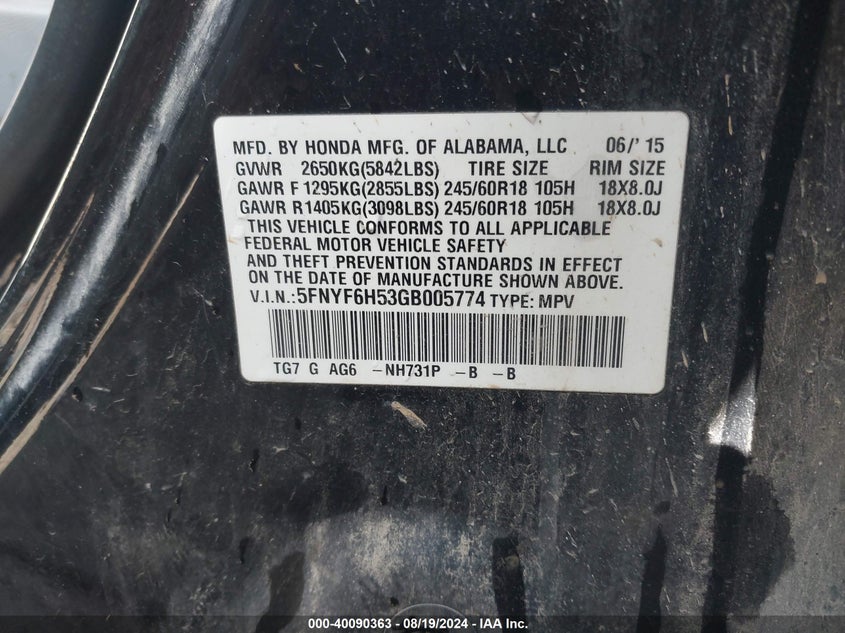 MFD. BY HONDA MFG. OF ALABAMA, LLC 06/' 15
GVWR 2650KG(5842LBS) TIRE SIZE RIM SIZE
GAWR F 1295KG(2855LBS) 245/60R18 105H 18X8.0J
GAWR R1405KG(3098LBS) 245/60R18 105H 18X8.0J
THIS VEHICLE CONFORMS TO ALL APPLICABLE
FEDERAL MOTOR VEHICLE SAFETY
AND THEFT PREVENTION STANDARDS IN EFFECT
ON THE DATE OF MANUFACTURE SHOWN ABOVE.
V.I.N.:5FNYF6H53GB005774 TYPE: MPV
TG7 G AG6 –NH731P –B –B
000-40090363 - 08/19/2024 - IAA Inc.